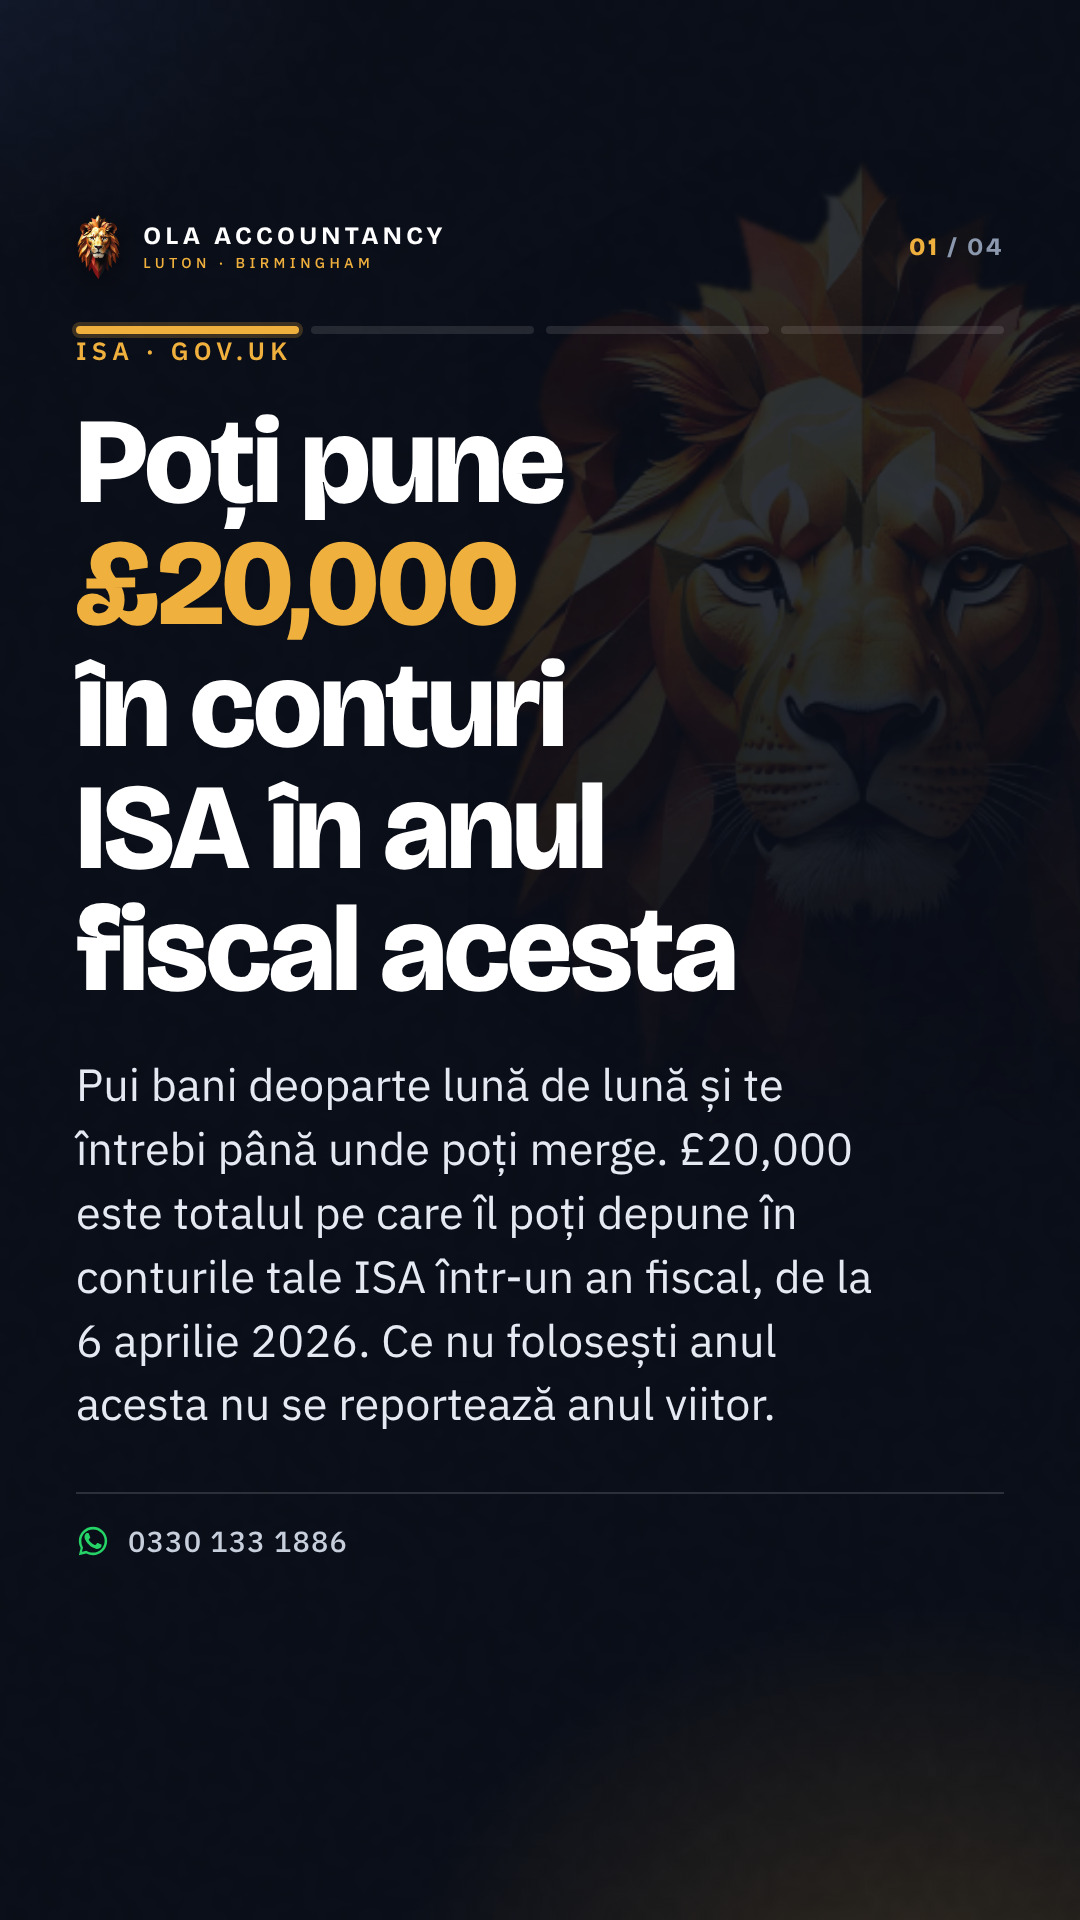 OLA ACCOUNTANCY
LUTON · BIRMINGHAM
01 / 04
ISA · GOV.UK
Poți pune
£20,000
în conturi
ISA în anul
fiscal acesta
Pui bani deoparte lună de lună și te
întrebi până unde poți merge. £20,000
este totalul pe care îl poți depune în
conturile tale ISA într-un an fiscal, de la
6 aprilie 2026. Ce nu folosești anul
acesta nu se reportează anul viitor.
0330 133 1886